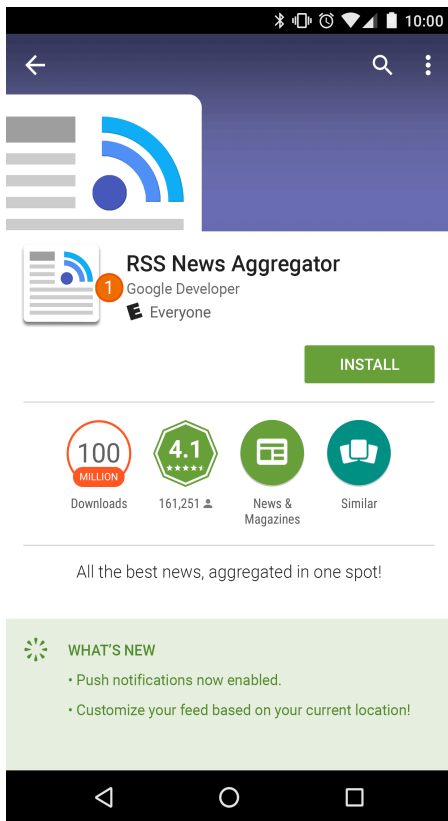 10:00
RSS News Aggregator
1
Google Developer
E Everyone
INSTALL
100
MILLION
4.1
Downloads
161,251
News &
Magazines
Similar
All the best news, aggregated in one spot!
WHAT'S NEW
• Push notifications now enabled.
• Customize your feed based on your current location!